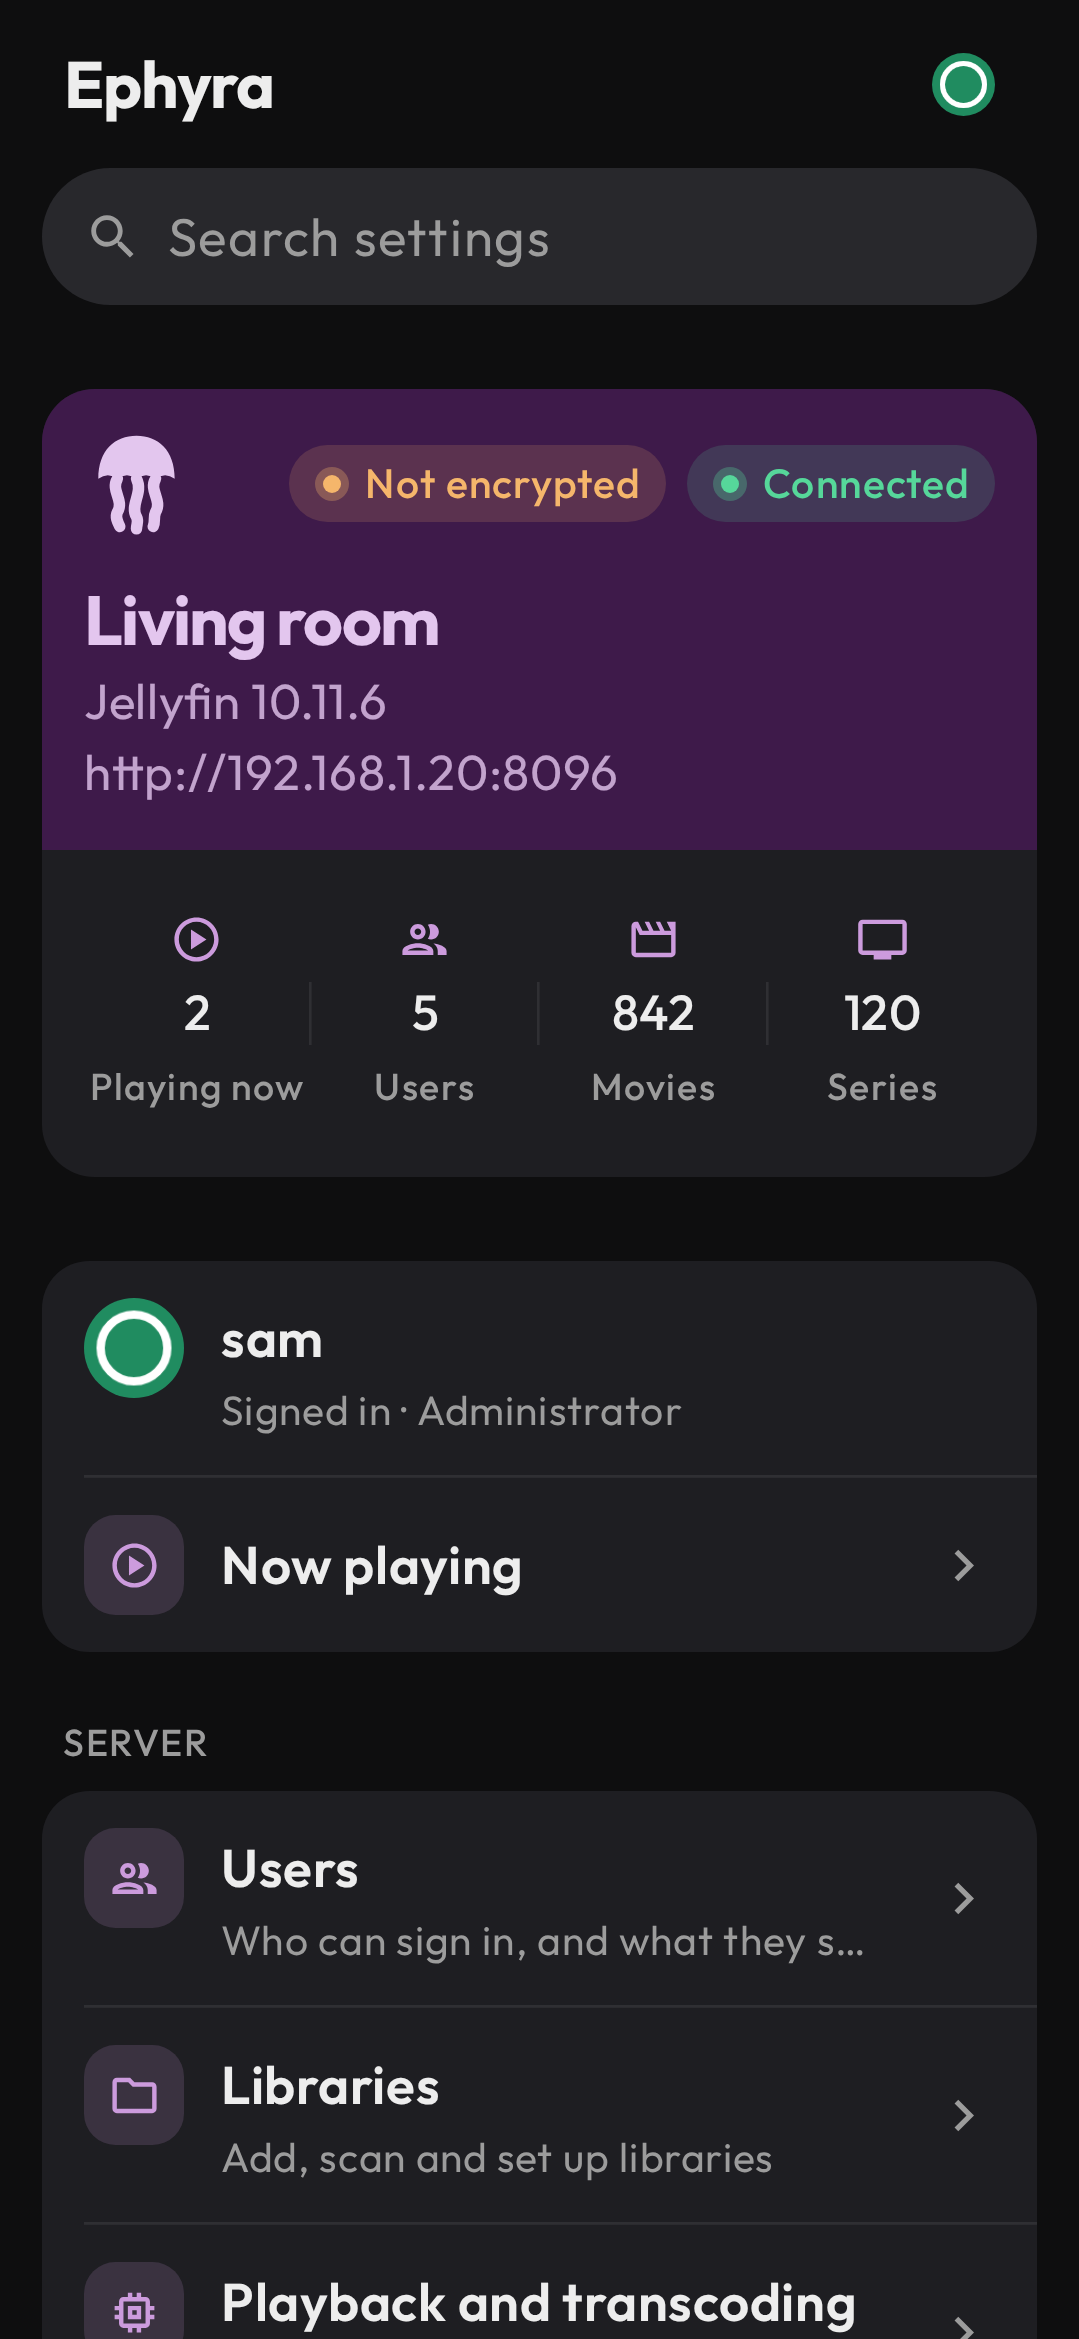 Ephyra
Search settings
Not encrypted
Connected
Living room
Jellyfin 10.11.6
http://192.168.1.20:8096
2
5
842
120
Playing now
Users
Movies
Series
sam
Signed in · Administrator
Now playing
SERVER
Users
Who can sign in, and what they s…
Libraries
Add, scan and set up libraries
Playback and transcoding